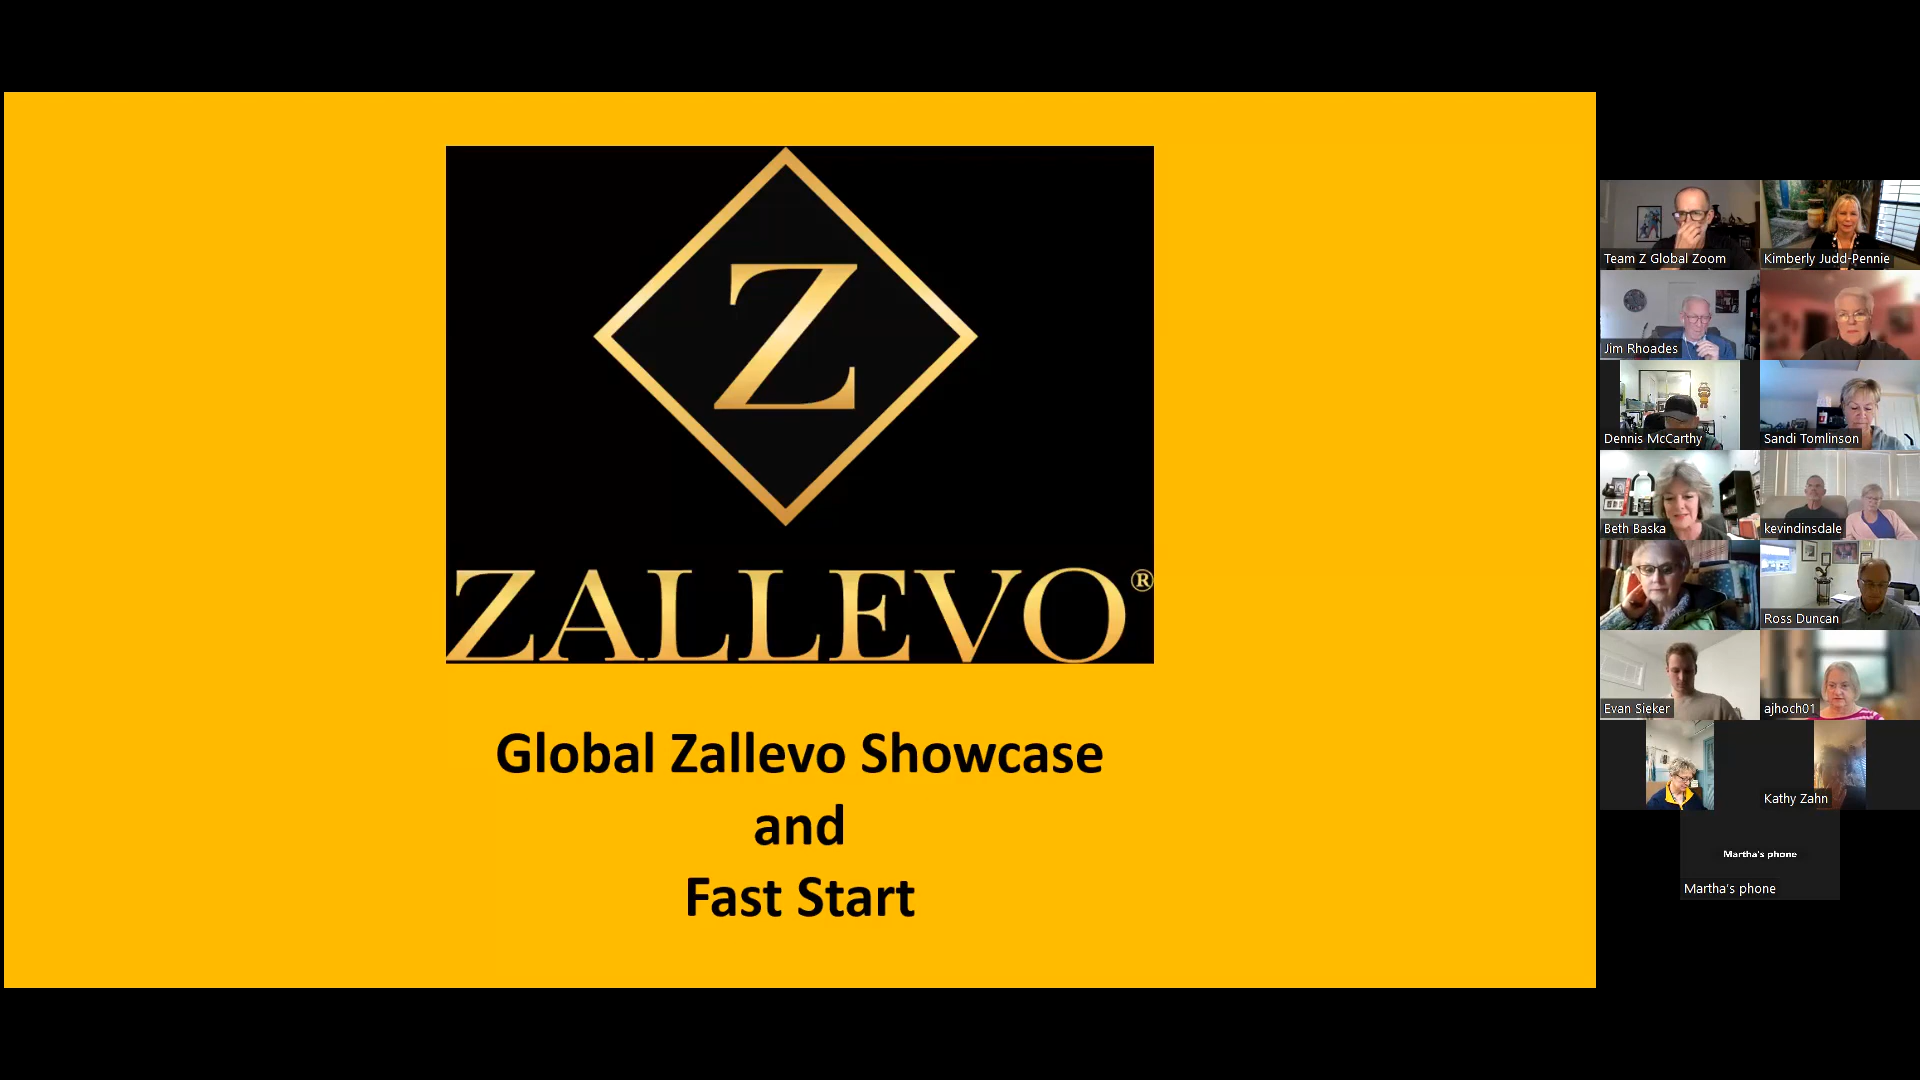 Z
ZALLEVO®
Global Zallevo Showcase
and
Fast Start
Team Z Global Zoom
Kimberly Judd-Pennie
Jim Rhoades
Dennis McCarthy
Sandi Tomlinson
Beth Baska
kevindinsdale
Ross Duncan
Evan Sieker
ajhoch01
Kathy Zahn
Martha's phone
Martha's phone